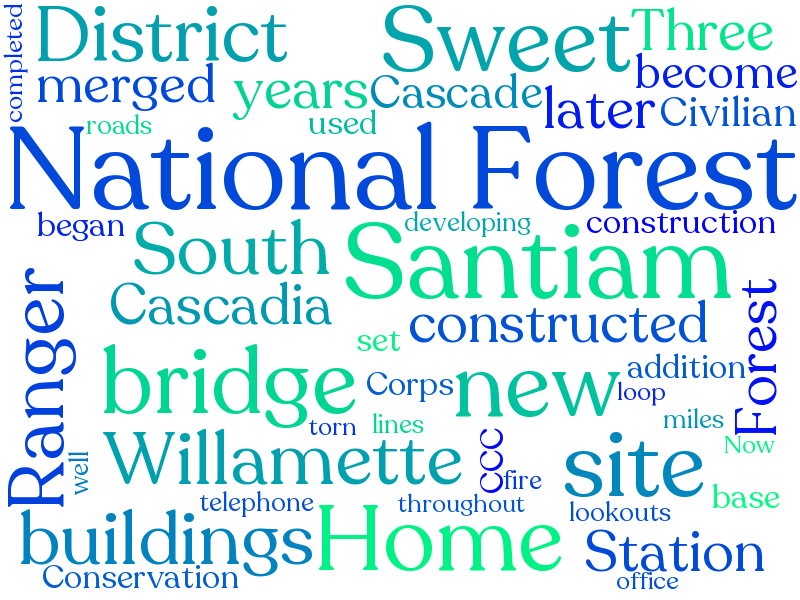 completed
District
Sweet
Three
merged
years
Cascade
become
later
Civilian
roads
used
National Forest
began
developing
construction
South
Santiam
Cascadia
constructed
Ranger
Forest
set
bridge
Corps
new
addition
loop
torn
lines
miles
Now
well
Willamette
CCC
fire
site
base
telephone
throughout
lookouts
buildings
Home
Station
Conservation
office